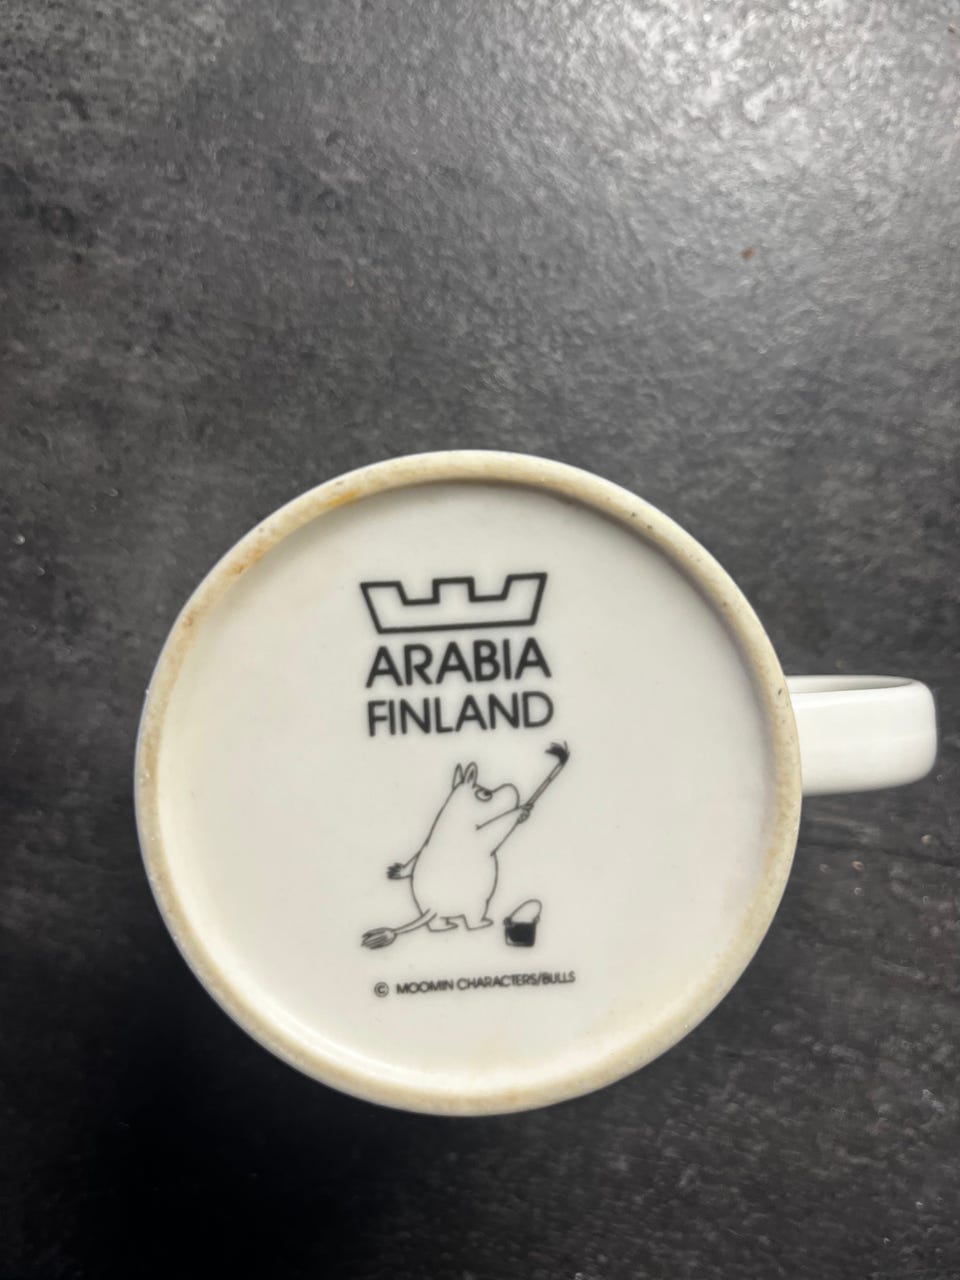 ARABIA
FINLAND
© MOOMIN CHARACTERS/BULLS